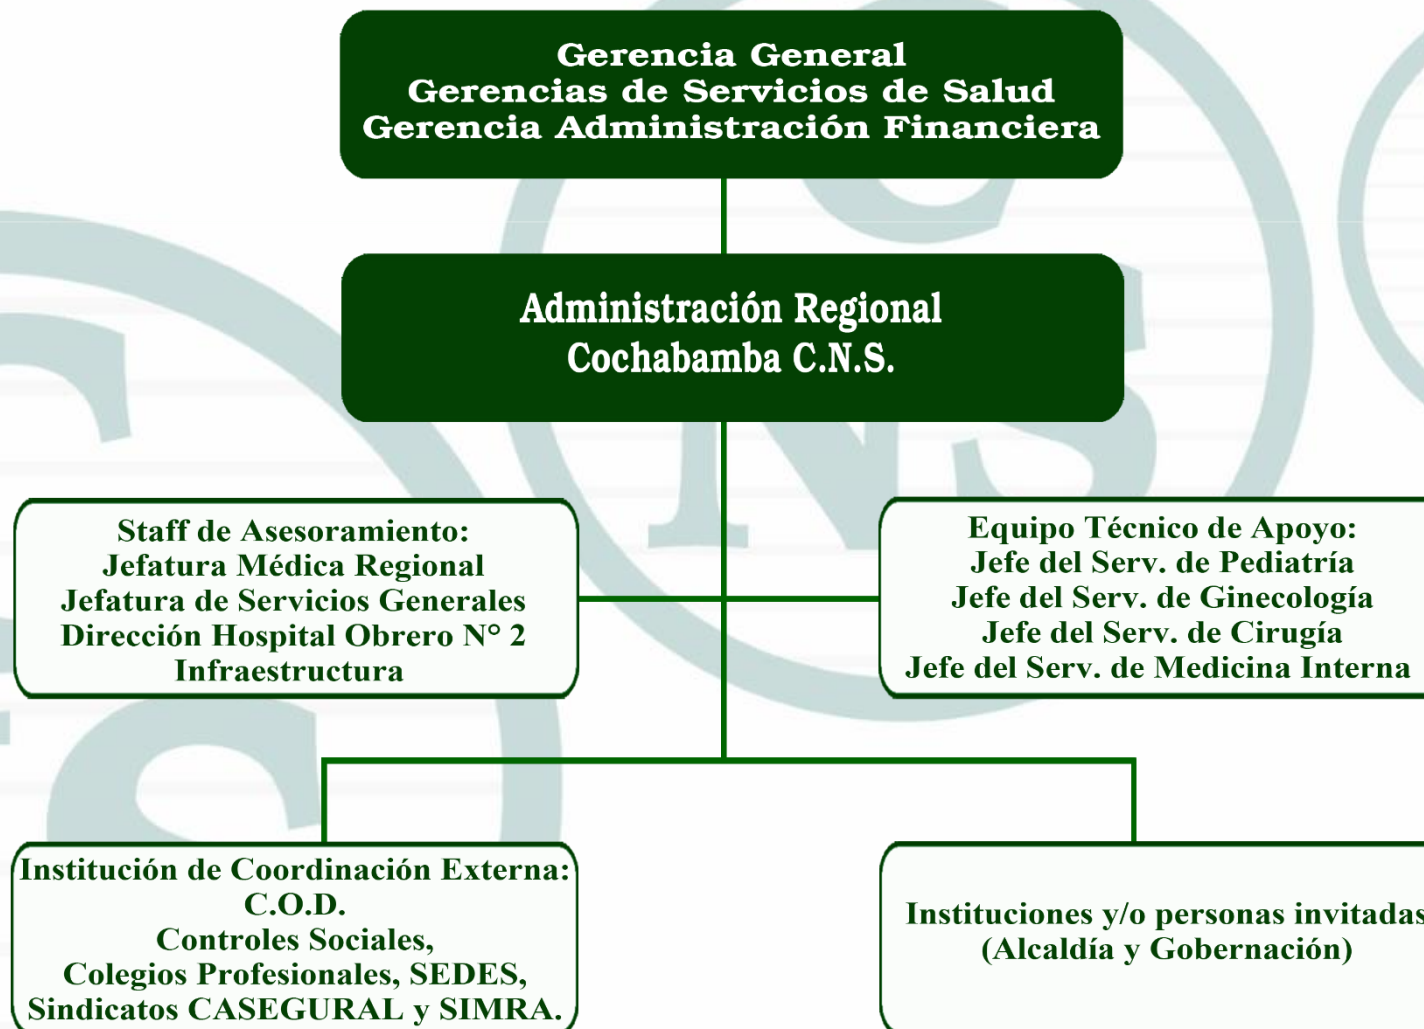 Gerencia General
Gerencias de Servicios de Salud
Gerencia Administración Financiera
Administración Regional
Cochabamba C.N.S.
Staff de Asesoramiento:
Jefatura Médica Regional
Jefatura de Servicios Generales
Dirección Hospital Obrero N° 2
Infraestructura
Equipo Técnico de Apoyo:
Jefe del Serv. de Pediatría
Jefe del Serv. de Ginecología
Jefe del Serv. de Cirugía
Jefe del Serv. de Medicina Interna
Institución de Coordinación Externa:
C.O.D.
Controles Sociales,
Colegios Profesionales, SEDES,
Sindicatos CASEGURAL y SIMRA.
Instituciones y/o personas invitadas
(Alcaldía y Gobernación)